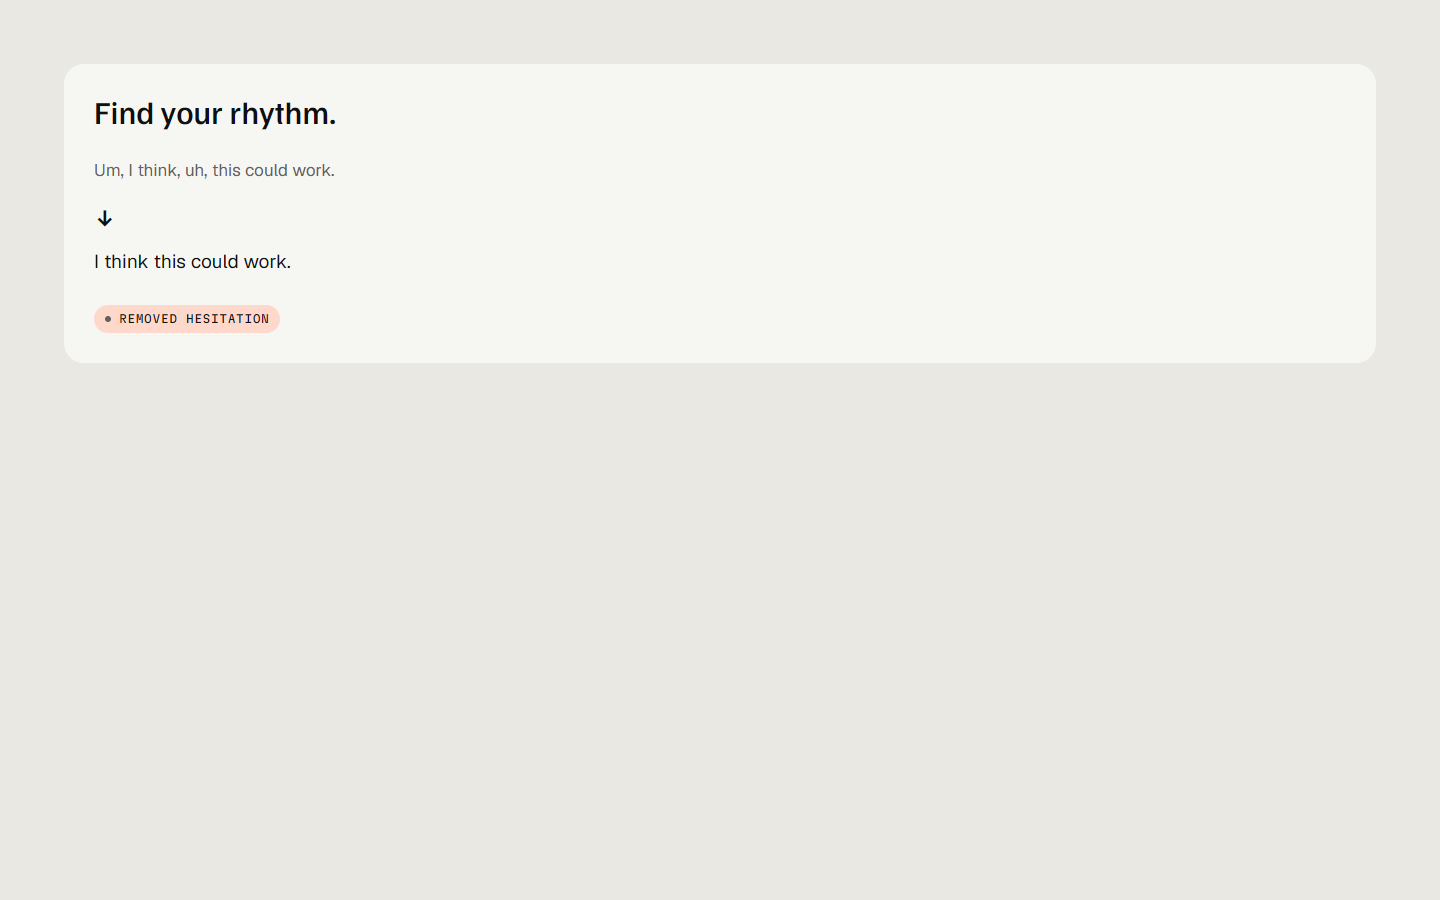 Find your rhythm.
Um, I think, uh, this could work.
↓
I think this could work.
REMOVED HESITATION